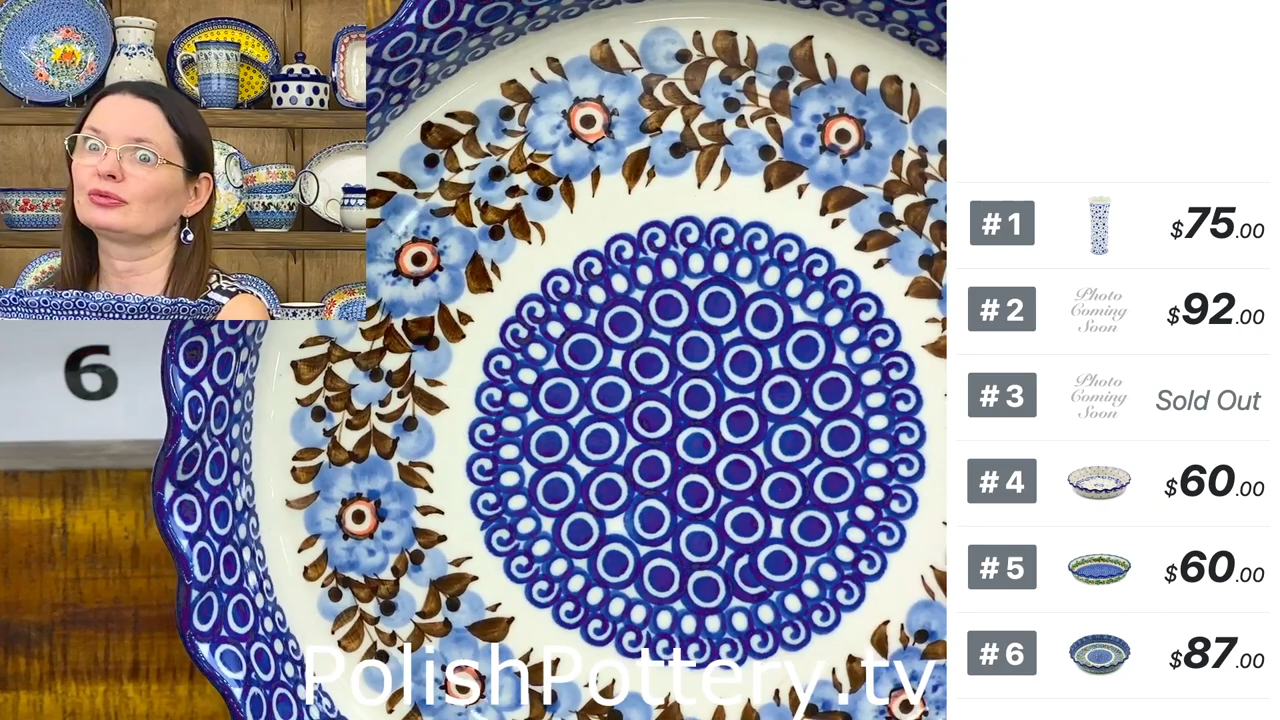 6
PolishPottery.tv
# 1
$75.00
# 2
Photo
Coming
Soon
$92.00
# 3
Photo
Coming
Soon
Sold Out
# 4
$60.00
# 5
$60.00
# 6
$87.00